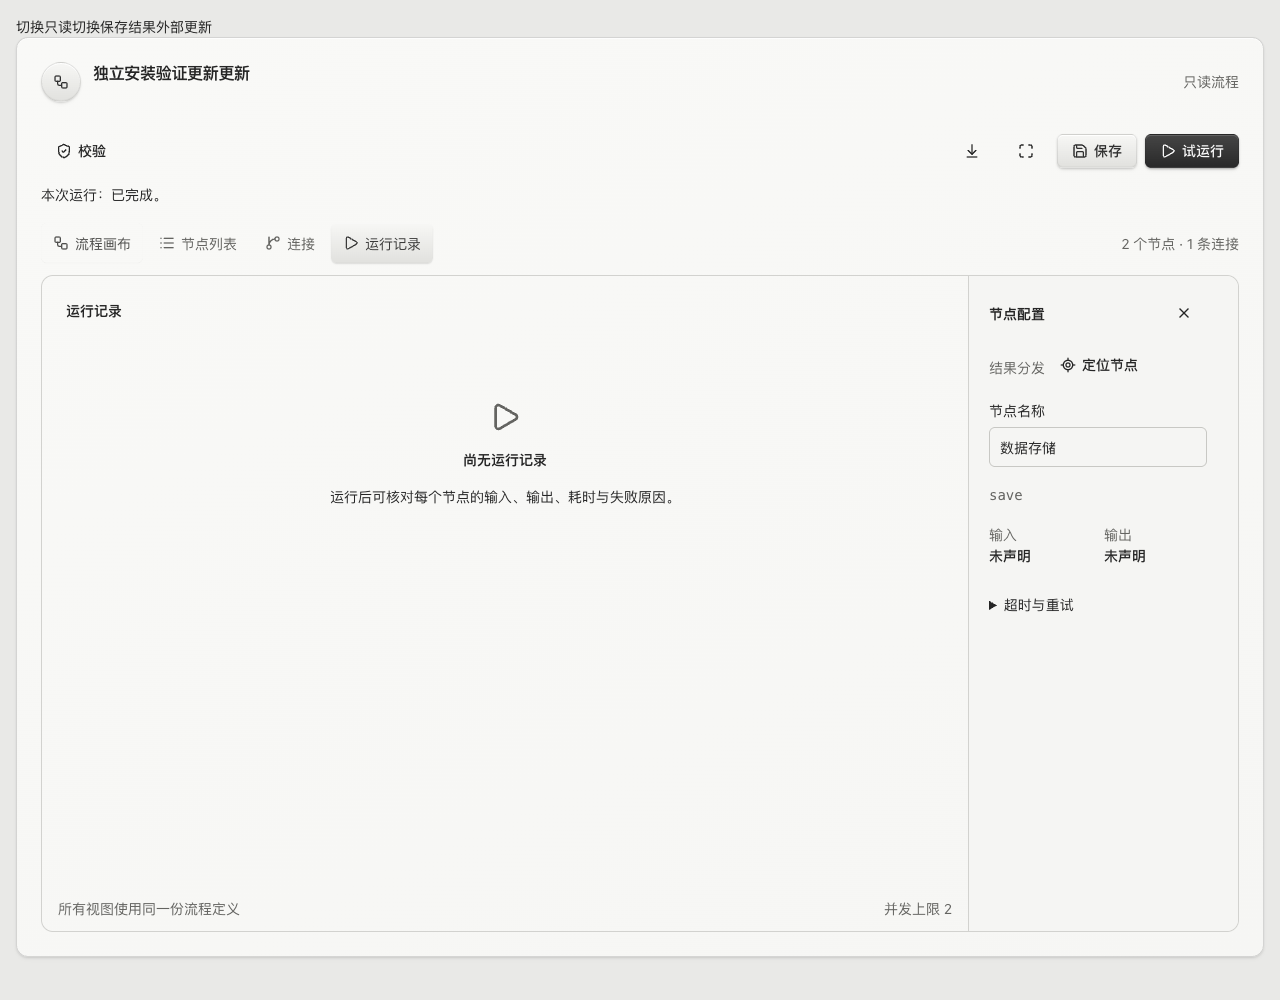 切换只读切换保存结果外部更新
独立安装验证更新更新
只读流程
校验
保存
试运行
本次运行：已完成。
流程画布
节点列表
连接
运行记录
2 个节点 · 1 条连接
运行记录
尚无运行记录
运行后可核对每个节点的输入、输出、耗时与失败原因。
所有视图使用同一份流程定义
并发上限 2
节点配置
结果分发
定位节点
节点名称
数据存储
save
输入 输出
未声明 未声明
超时与重试